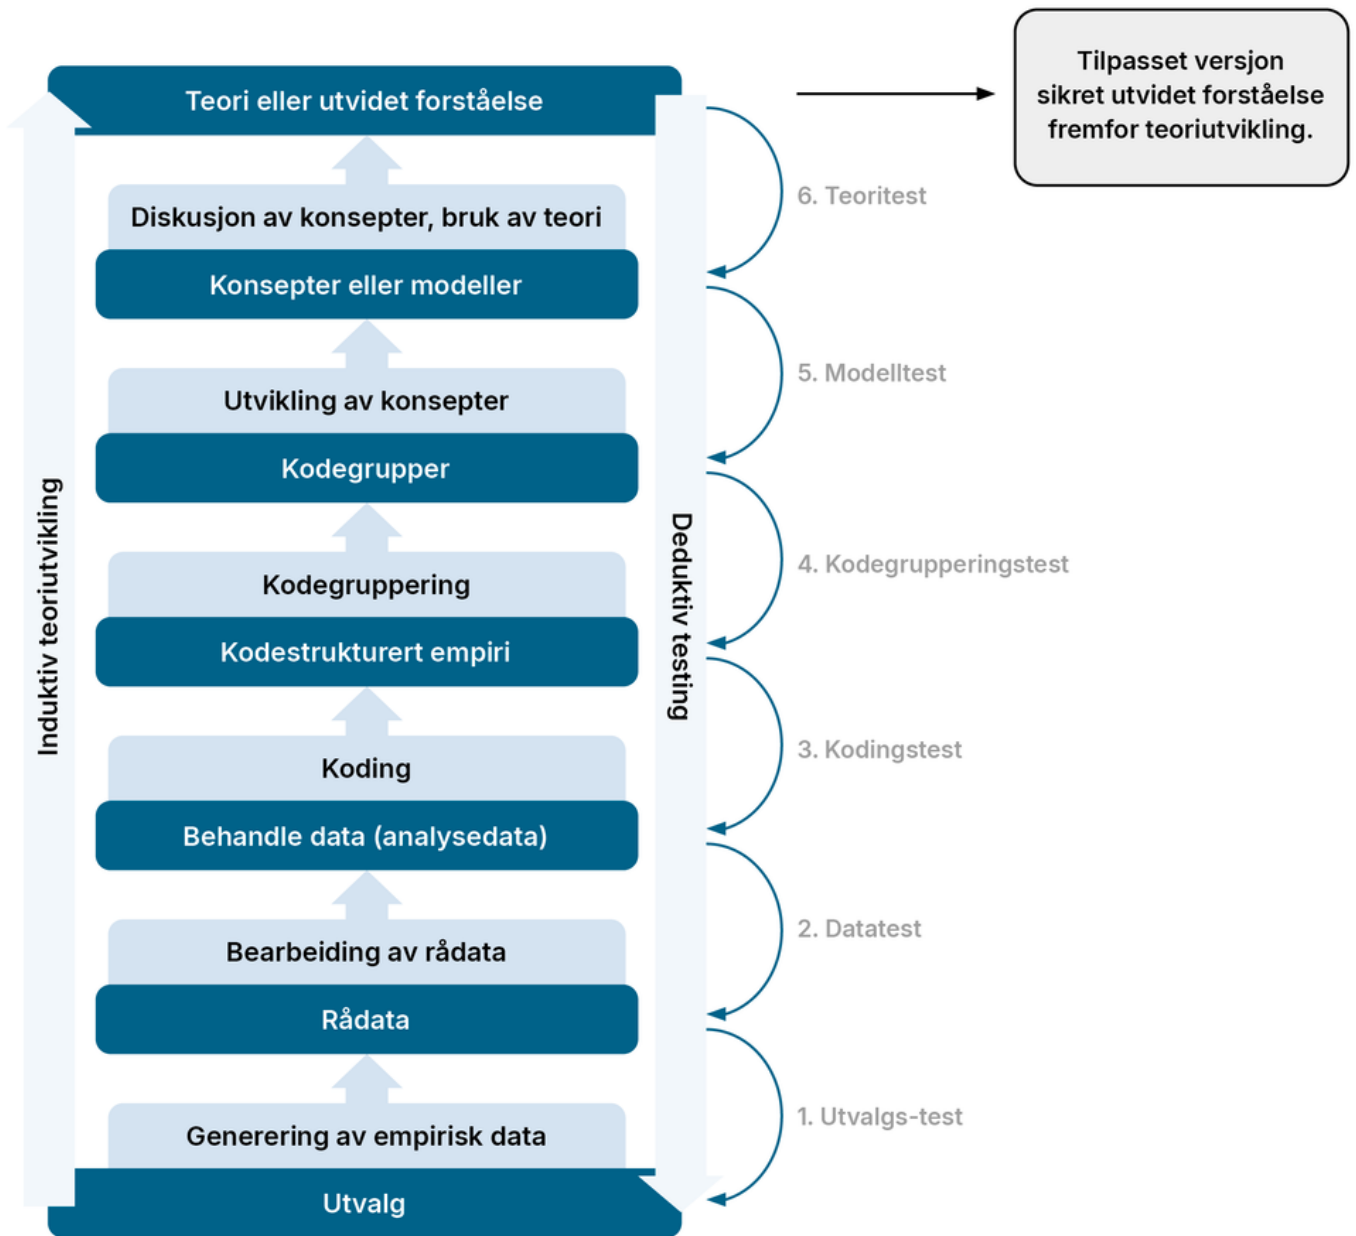 Tilpasset versjon
sikret utvidet forståelse
fremfor teoriutvikling.
Teori eller utvidet forståelse
6. Teoritest
Diskusjon av konsepter, bruk av teori
Konsepter eller modeller
5. Modelltest
Utvikling av konsepter
Kodegrupper
4. Kodegrupperingstest
Kodegruppering
Induktiv teoriutvikling
Deduktiv testing
Kodestrukturert empiri
3. Kodingstest
Koding
Behandle data (analysedata)
2. Datatest
Bearbeiding av rådata
Rådata
1. Utvalgs-test
Generering av empirisk data
Utvalg